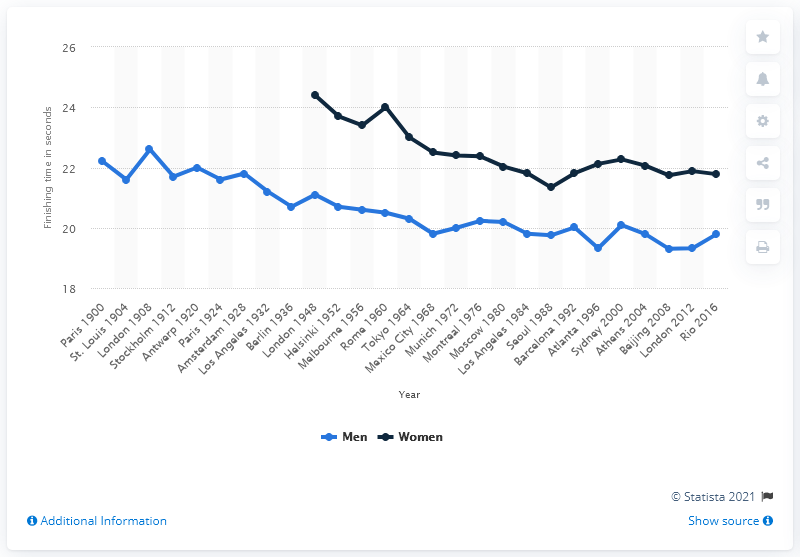 26
24
22
20
18
Finishing time in seconds
Paris 1900
St. Louis 1904
London 1908
Stockholm 1912
Antwerp 1920
Paris 1924
Amsterdam 1928
Los Angeles 1932
Berlin 1936
London 1948
Helsinki 1952
Melbourne 1956
Rome 1960
Tokyo 1964
Mexico City 1968
Munich 1972
Montreal 1976
Moscow 1980
Los Angeles 1984
Seoul 1988
Barcelona 1992
Atlanta 1996
Sydney 2000
Athens 2004
Beijing 2008
London 2012
Rio 2016
Year
Men Women
© Statista 2021
Additional Information Show source